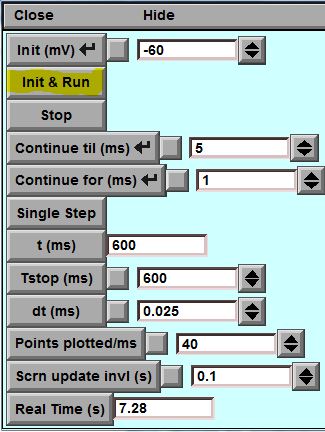 Close Hide
Init (mV) -60
Init & Run
Stop
Continue til (ms) 5
Continue for (ms) 1
Single Step
t (ms) 600
Tstop (ms) 600
dt (ms) 0.025
Points plotted/ms 40
Scrn update invl (s) 0.1
Real Time (s) 7.28